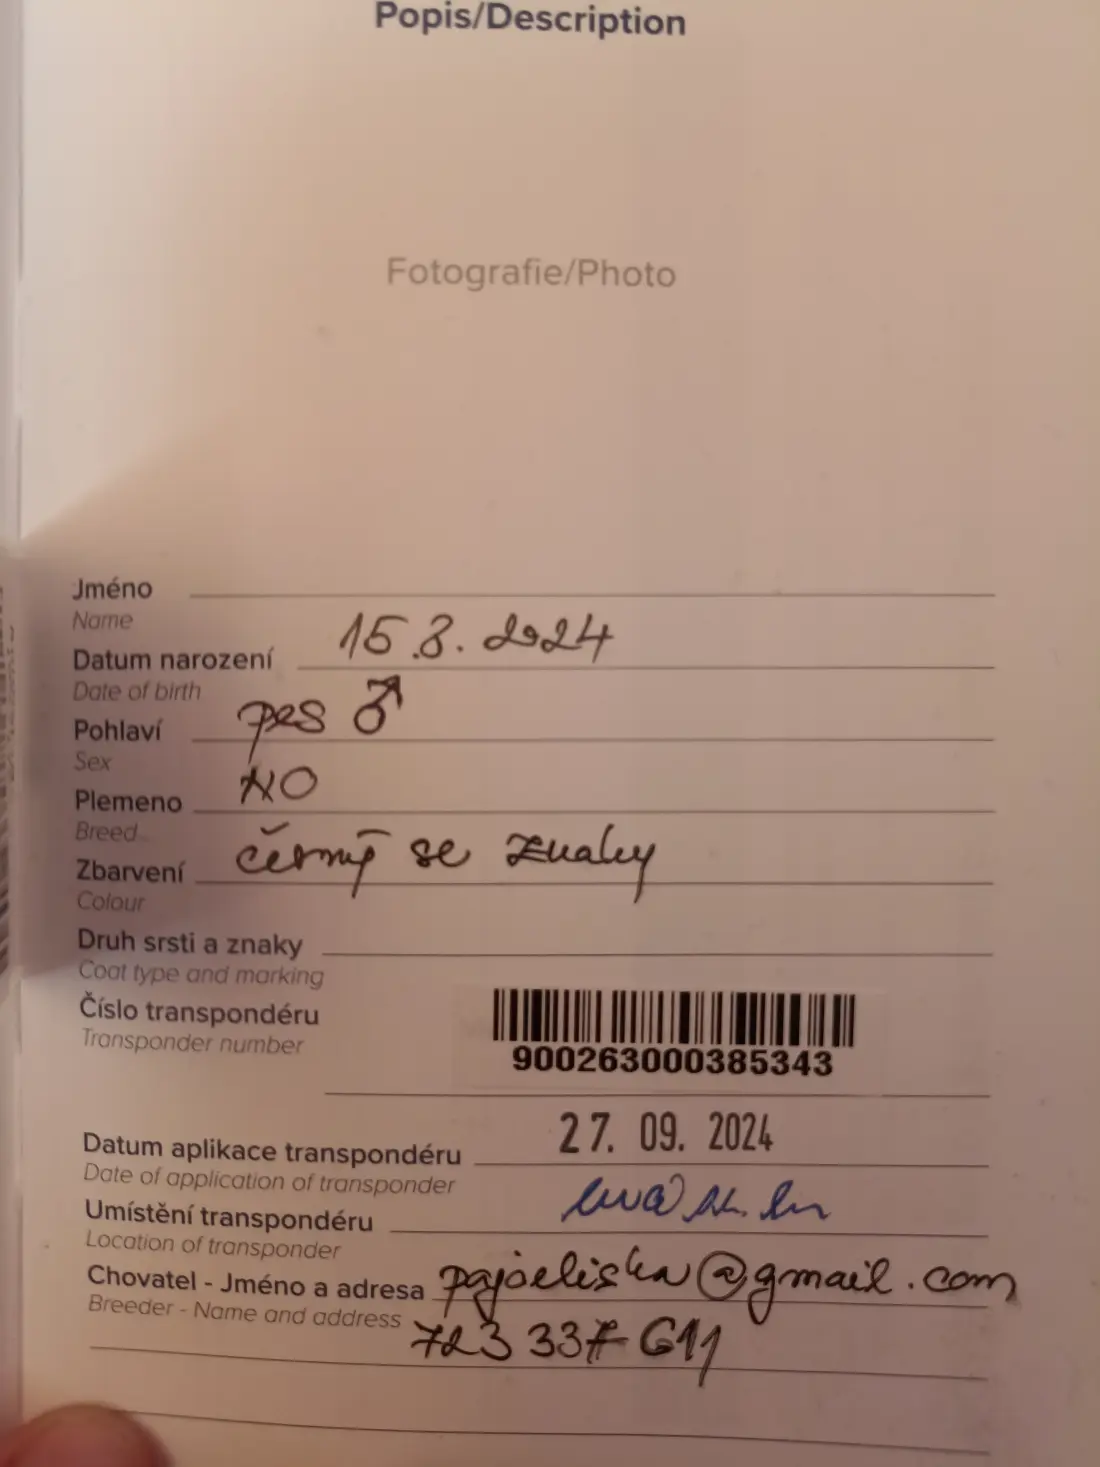 Popis/Description
Fotografie/Photo
Jméno
Name
15.8.2024
Datum narození
Date of birth
pes ♂
Pohlaví
Sex
NO
Plemeno
Breed
černý se znaky
Zbarvení
Colour
Druh srsti a znaky
Coat type and marking
Číslo transpondéru
Transponder number
900263000385343
27. 09. 2024
Datum aplikace transpondéru
Date of application of transponder
Umístění transpondéru
Location of transponder
Chovatel - Jméno a adresa pajoeliska@gmail.com
Breeder - Name and address
723 337 611